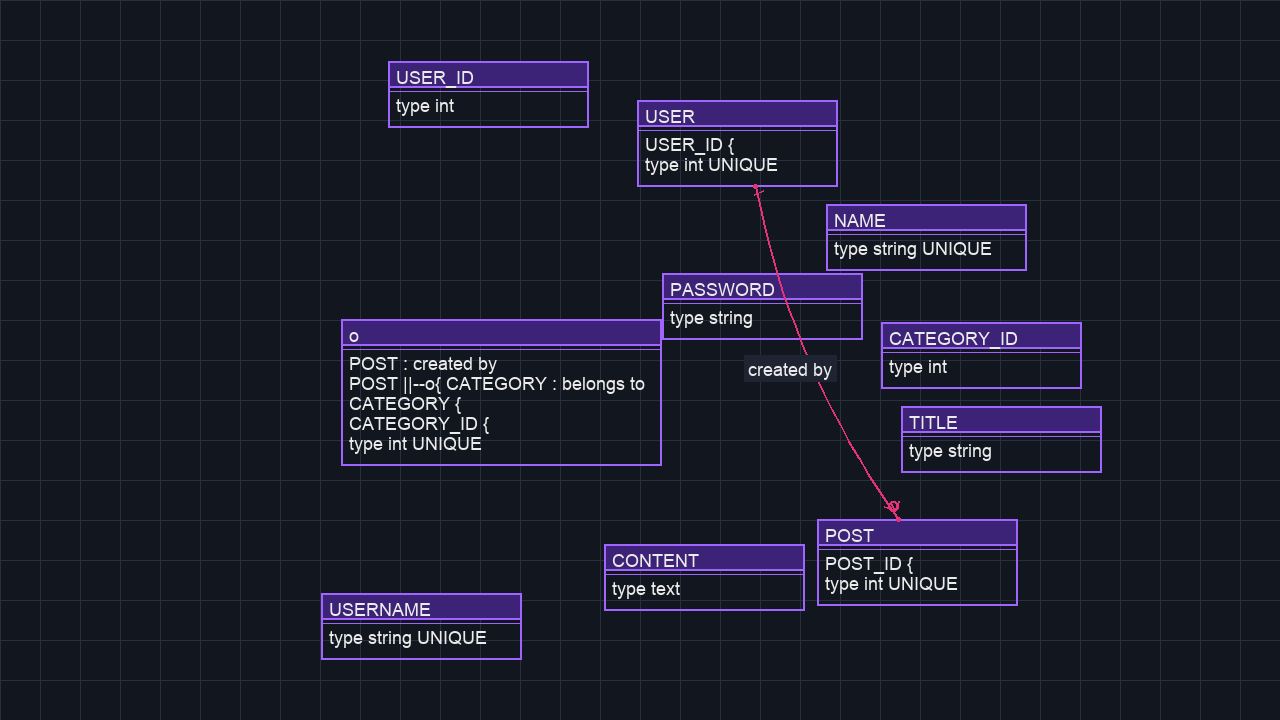 USER_ID
type int
USER
USER_ID {
type int UNIQUE
NAME
type string UNIQUE
PASSWORD
type string
o
POST : created by
POST ||--o{ CATEGORY : belongs to
CATEGORY {
CATEGORY_ID {
type int UNIQUE
CATEGORY_ID
type int
created by
TITLE
type string
POST
POST_ID {
type int UNIQUE
CONTENT
type text
USERNAME
type string UNIQUE